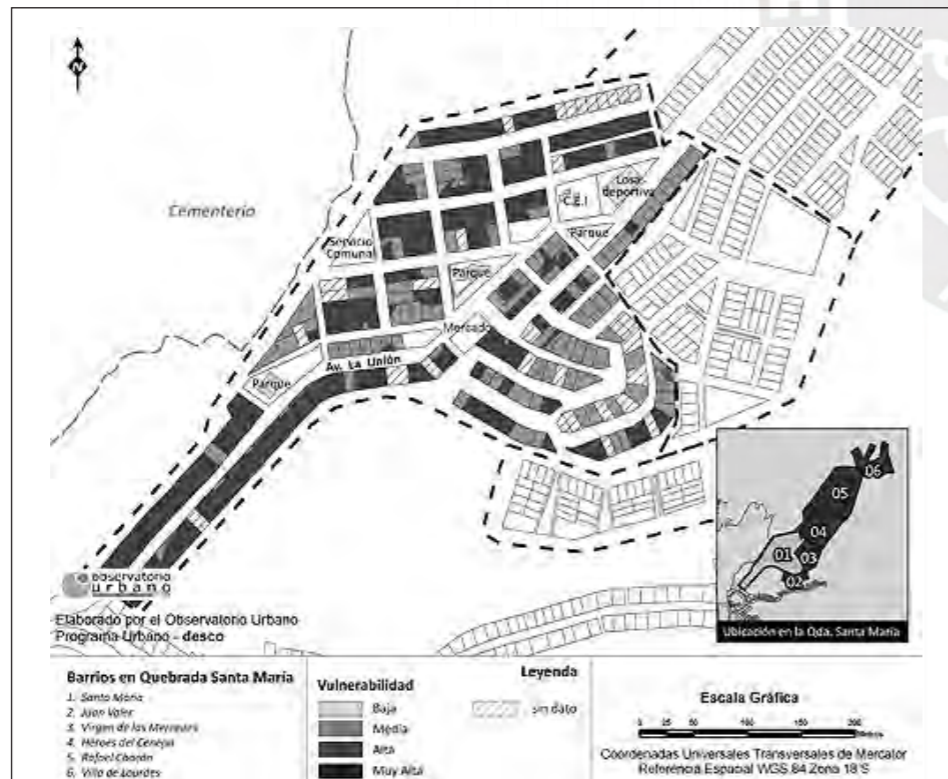 N
Cementerio
Losa
deportiva
C.E.I
Parque
Servicio
Comunal
Parque
Mercado
Av. La Unión
Parque
observatorio
urbano
Elaborado por el Observatorio Urbano
Programa Urbano - desco
06
05
04
01
03
02
Ubicación en la Qda. Santa María
Barrios en Quebrada Santa María
1. Santa María
2. Juan Valer
3. Virgen de las Mercedes
4. Héroes del Cenepa
5. Rafael Chacón
6. Villa de Lourdes
Vulnerabilidad
Baja
Media
Alta
Muy Alta
Leyenda
sin dato
Escala Gráfica
0 25 50 100 150 200
Coordenadas Universales Transversales de Mercator
Referencia Espacial WGS 84 Zona 18 S